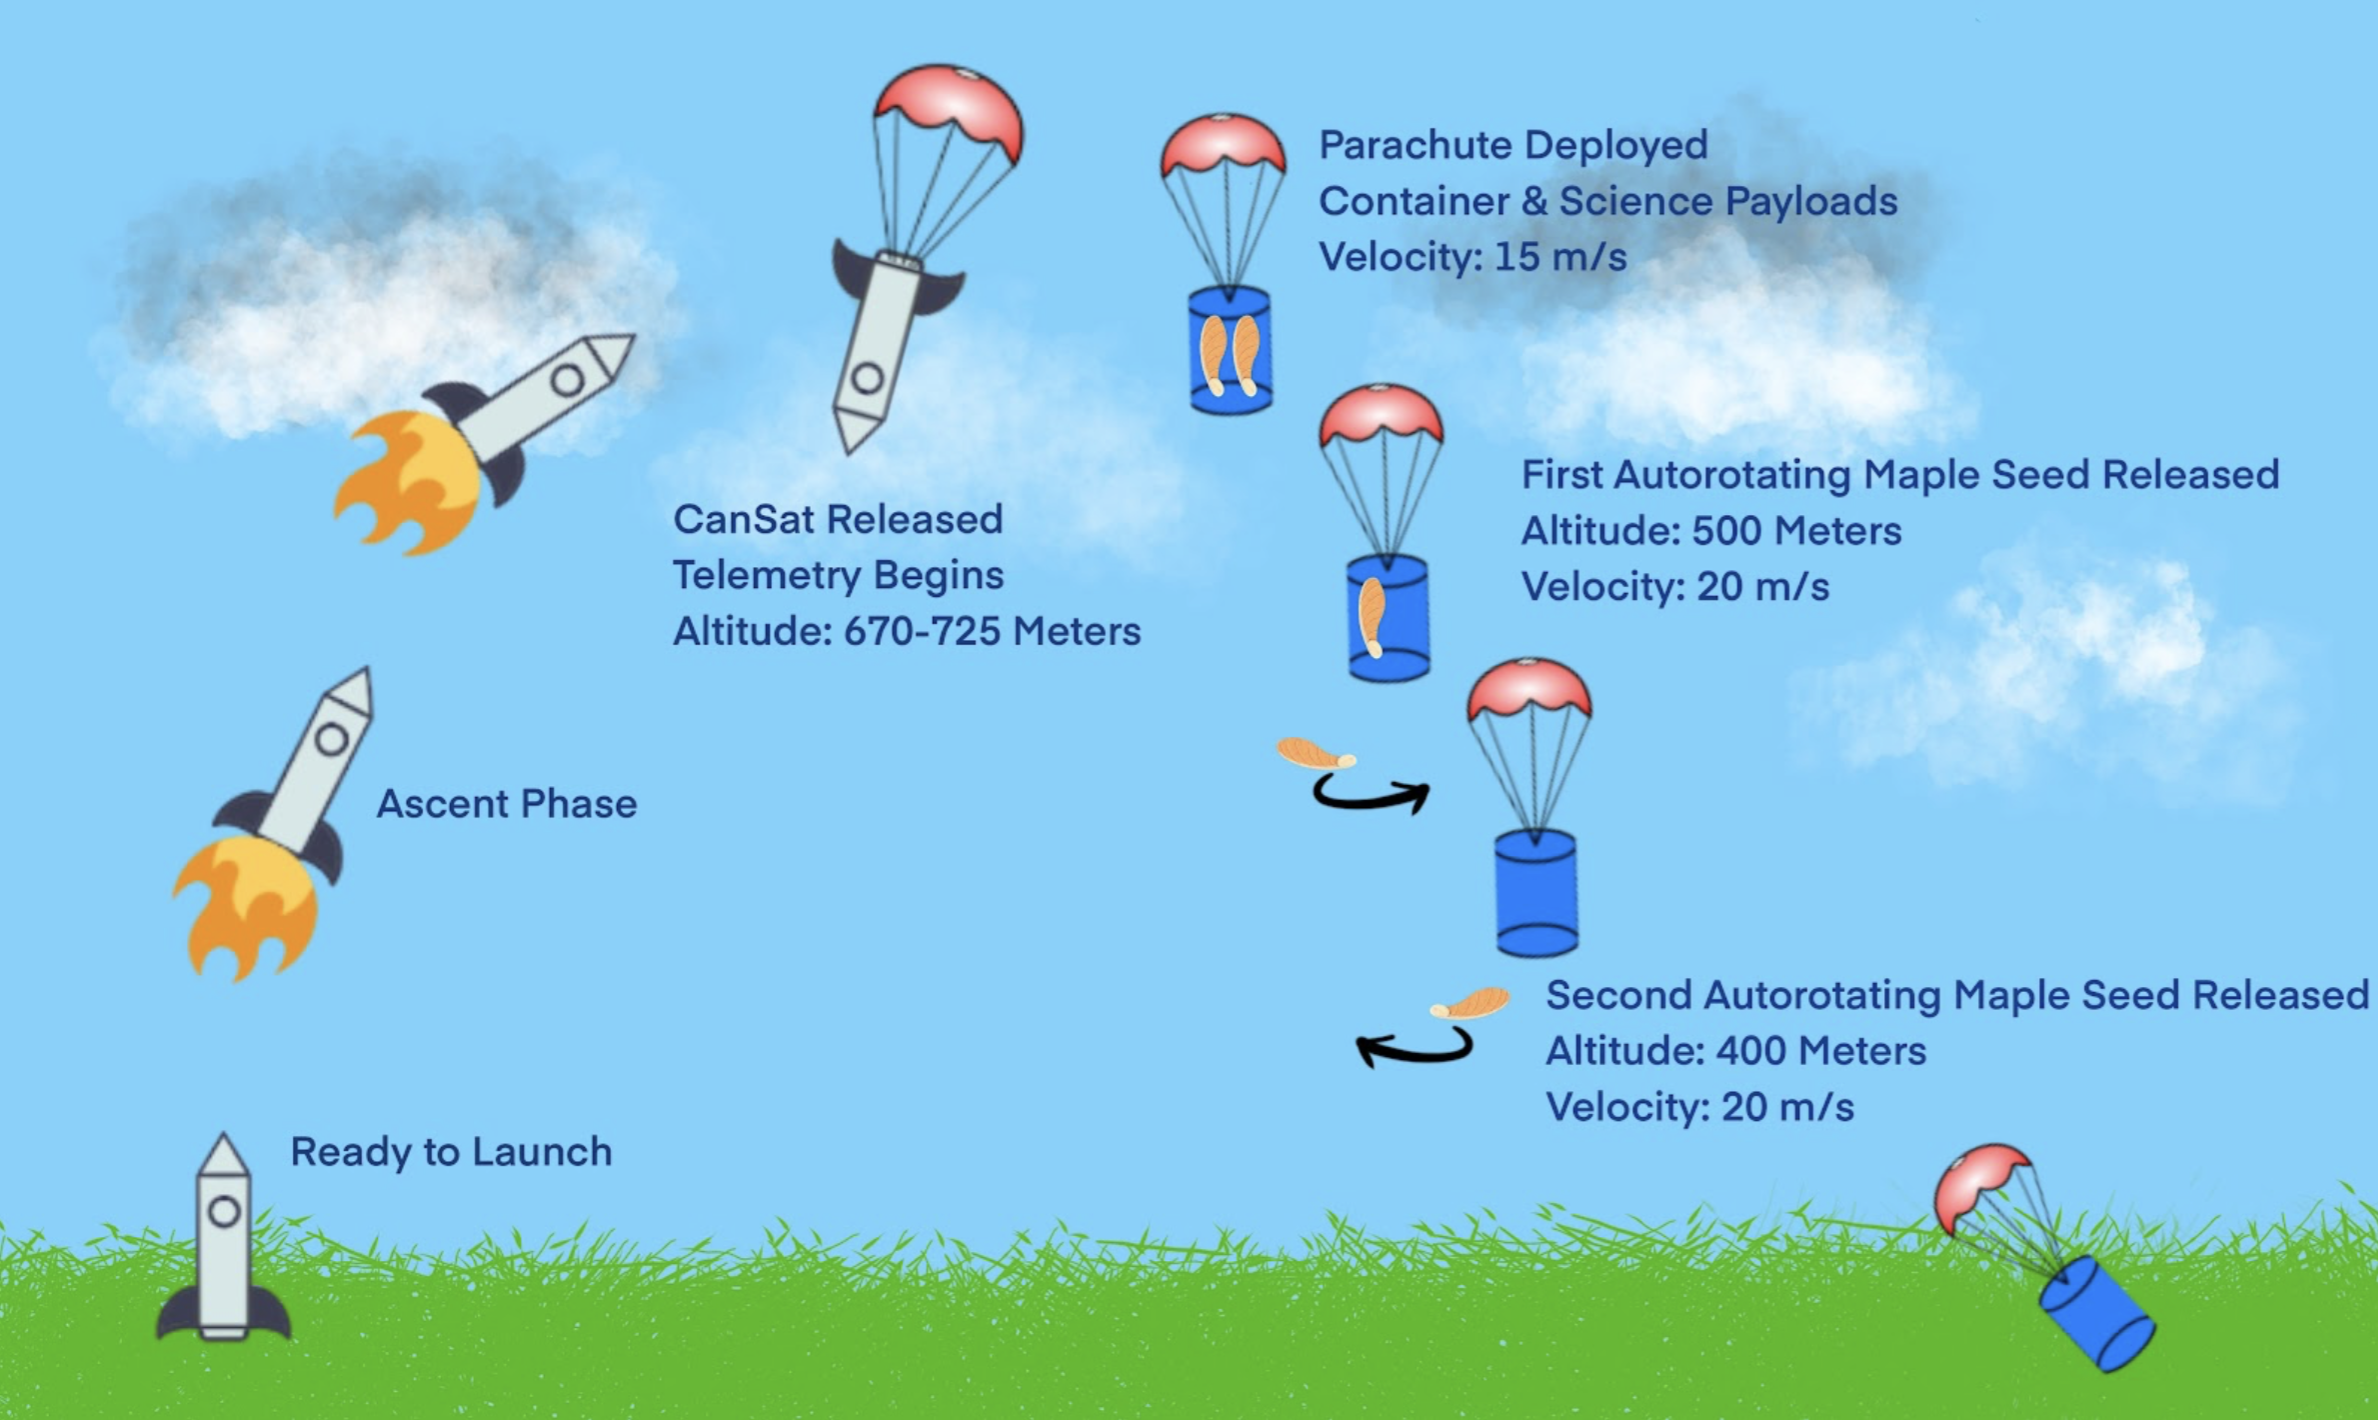 Parachute Deployed
Container & Science Payloads
Velocity: 15 m/s
First Autorotating Maple Seed Released
Altitude: 500 Meters
Velocity: 20 m/s
CanSat Released
Telemetry Begins
Altitude: 670-725 Meters
Ascent Phase
Second Autorotating Maple Seed Released
Altitude: 400 Meters
Velocity: 20 m/s
Ready to Launch